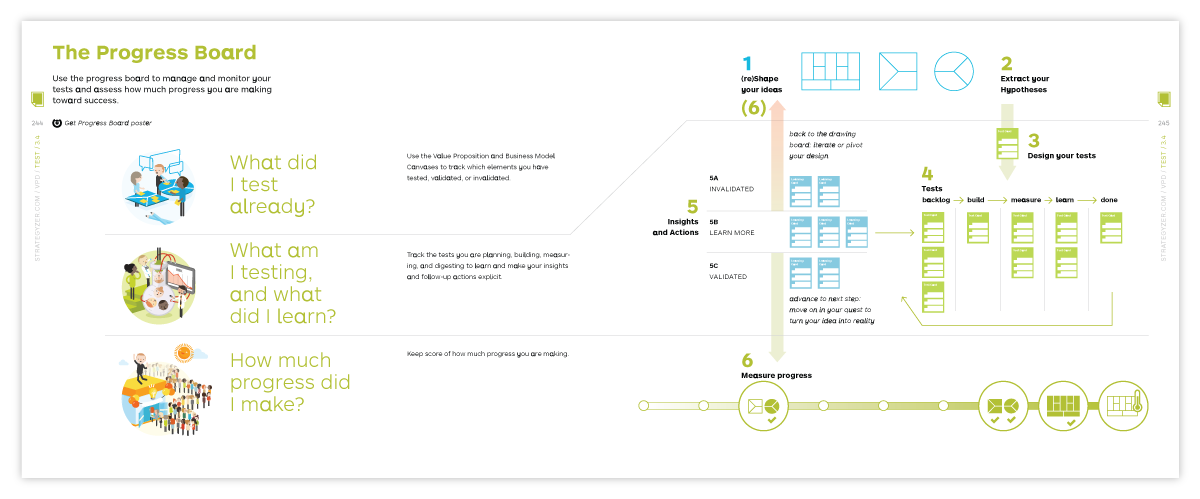 The Progress Board
Use the progress board to manage and monitor your
tests and assess how much progress you are making
toward success.
244
Get Progress Board poster
STRATEGYZER.COM / VPD / TEST / 3.4
What did
I test
already?
Use the Value Proposition and Business Model
Canvases to track which elements you have
tested, validated, or invalidated.
What am
I testing,
and what
did I learn?
Track the tests you are planning, building, measur-
ing, and digesting to learn and make your insights
and follow-up actions explicit.
How much
progress did
I make?
Keep score of how much progress you are making.
1
(re)Shape
your ideas
(6)
2
Extract your
Hypotheses
back to the drawing
board: iterate or pivot
your design
3
Design your tests
4
Tests
backlog
build
measure
learn
done
5
Insights
and Actions
5A
INVALIDATED
5B
LEARN MORE
5C
VALIDATED
advance to next step:
move on in your quest to
turn your idea into reality
6
Measure progress
245
STRATEGYZER.COM / VPD / TEST / 3.4